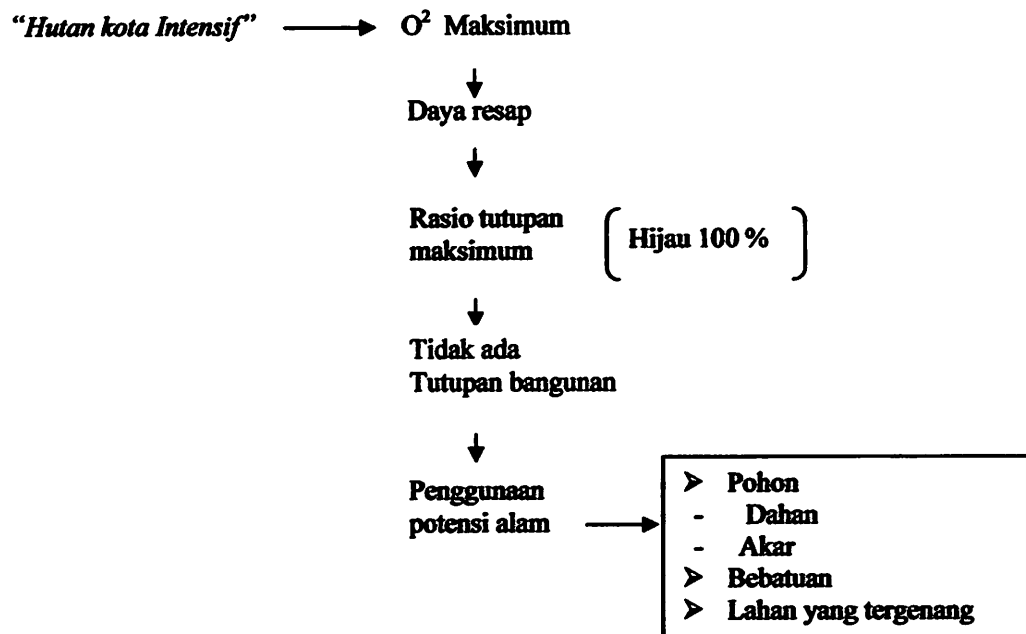 “Hutan kota Intensif” O² Maksimum
Daya resap
Rasio tutupan
maksimum
Hijau 100 %
Tidak ada
Tutupan bangunan
Penggunaan
potensi alam
➢ Pohon
- Dahan
- Akar
➢ Bebatuan
➢ Lahan yang tergenang